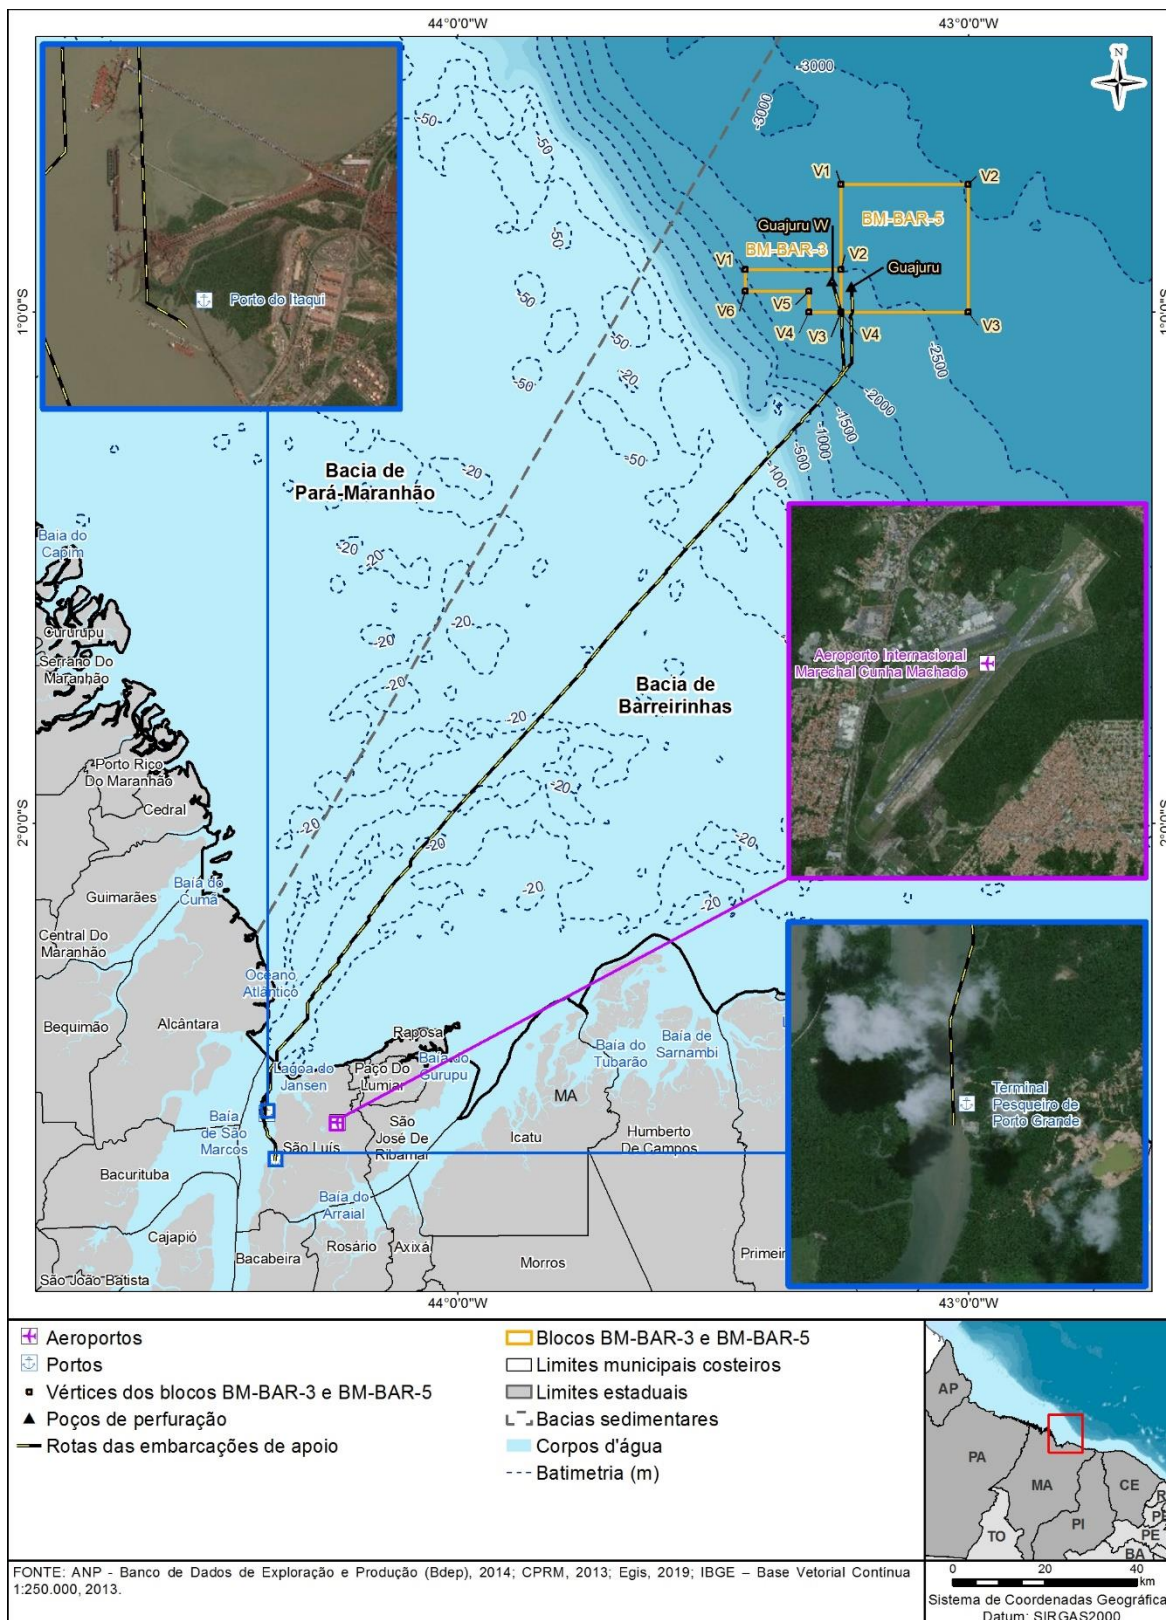 44°0'0"W
43°0'0"W
N
-3000
-3000
-50
-50
-50
-50
-50
-20
-50
-50
V1
V2
BM-BAR-5
Guajuru W
BM-BAR-3
V1
V2
Guajuru
V6
V5
V4
V3
V4
V3
-2500
-2000
-1500
-1000
-500
-100
1°0'0"S
1°0'0"S
Porto do Itaqui
Bacia de
Pará-Maranhão
-20
-20
-20
-20
-20
-20
-20
-20
-20
-20
-20
-20
-20
-20
Baía do
Capim
Cururupu
Serrano Do
Maranhão
Bacia de
Barreirinhas
Aeroporto Internacional
Marechal Cunha Machado
Porto Rico
Do Maranhão
Cedral
2°0'0"S
2°0'0"S
Guimarães
Baía do
Cumã
Central Do
Maranhão
Oceano
Atlântico
Bequimão
Alcântara
Raposa
Lagoa do
Jansen
Paço Do
Lumiar
Baía do
Curupu
Baía do
Tubarão
Baía de
Sarnambi
MA
Baía
de São
Marcos
São Luís
São
José De
Ribamar
Icatu
Humberto
De Campos
Terminal
Pesqueiro de
Porto Grande
Bacurituba
Baía do
Arraial
Cajapió
Bacabeira
Rosário
Axixá
Morros
Primeir
São João Batista
44°0'0"W
43°0'0"W
Aeroportos
Portos
Vértices dos blocos BM-BAR-3 e BM-BAR-5
Poços de perfuração
Rotas das embarcações de apoio
Blocos BM-BAR-3 e BM-BAR-5
Limites municipais costeiros
Limites estaduais
Bacias sedimentares
Corpos d'água
Batimetria (m)
AP
PA
MA
CE
PI
TO
PE
BA
FONTE: ANP - Banco de Dados de Exploração e Produção (Bdep), 2014; CPRM, 2013; Egis, 2019; IBGE – Base Vetorial Contínua
1:250.000, 2013.
0 20 40
km
Sistema de Coordenadas Geográfica
Datum: SIRGAS2000